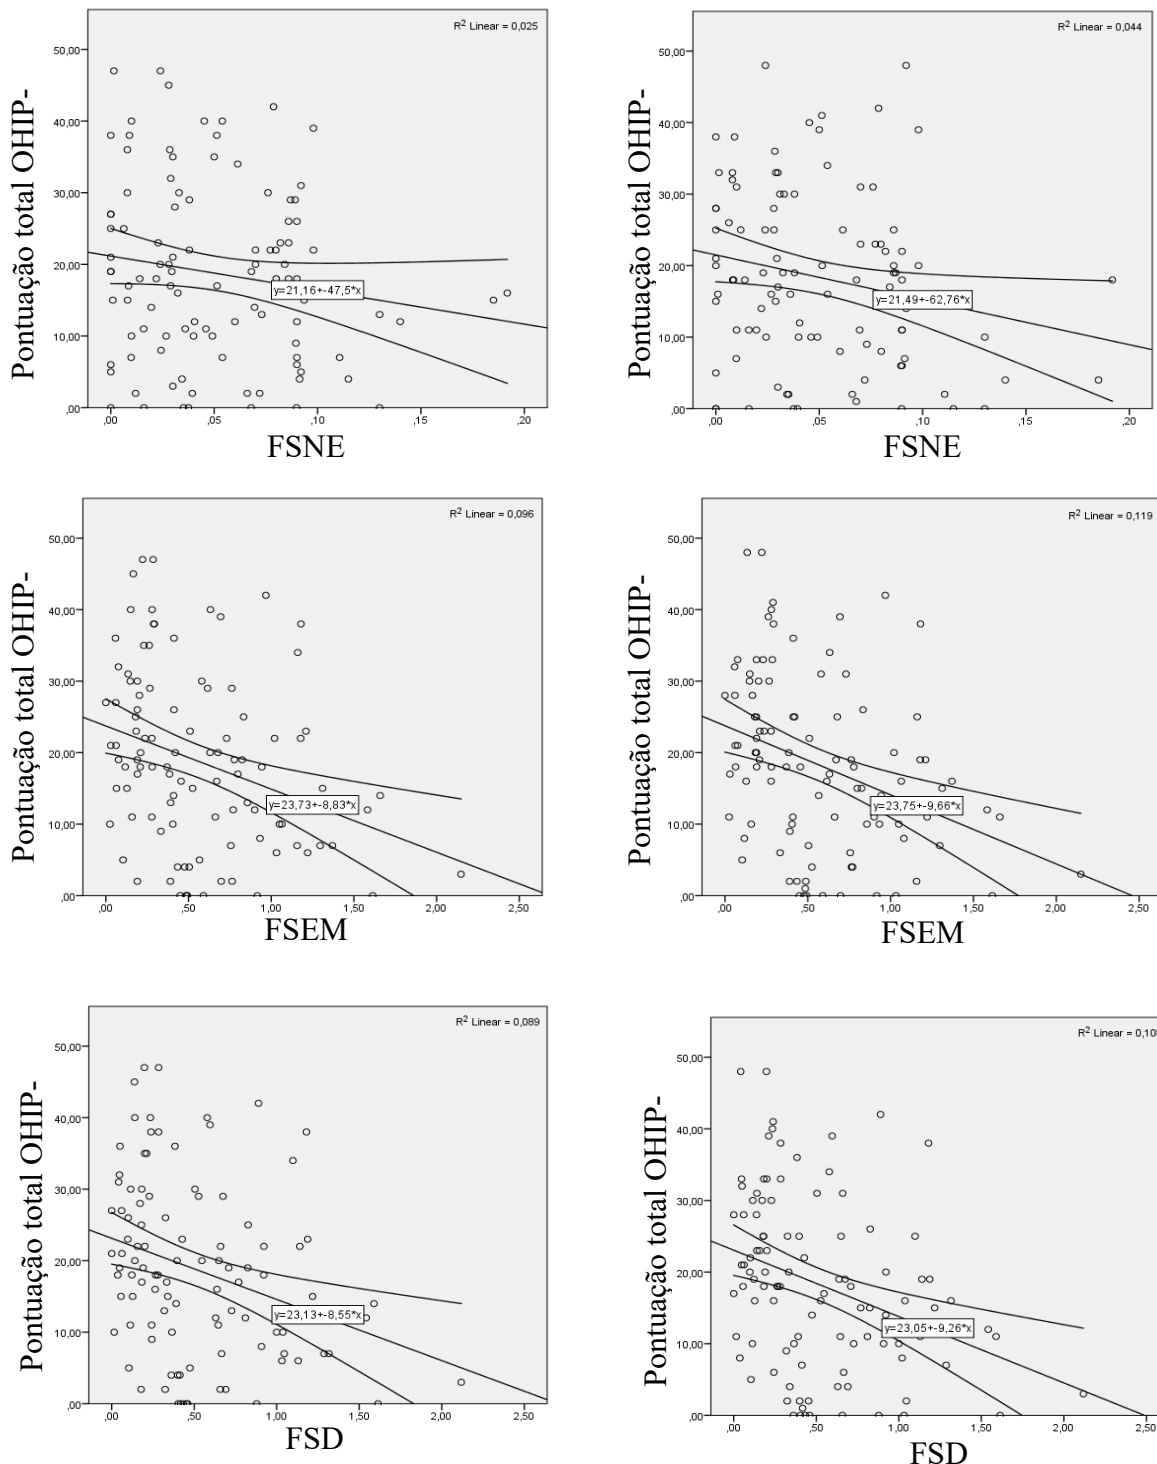 R² Linear = 0,025
Pontuação total OHIP-
50,00
40,00
30,00
20,00
10,00
,00
y=21,16+-47,5*x
,00 ,05 ,10 ,15 ,20
FSNE
R² Linear = 0,044
Pontuação total OHIP-
50,00
40,00
30,00
20,00
10,00
,00
y=21,49+-62,76*x
,00 ,05 ,10 ,15 ,20
FSNE
R² Linear = 0,096
Pontuação total OHIP-
50,00
40,00
30,00
20,00
10,00
,00
y=23,73+-8,83*x
,00 ,50 1,00 1,50 2,00 2,50
FSEM
R² Linear = 0,119
Pontuação total OHIP-
50,00
40,00
30,00
20,00
10,00
,00
y=23,75+-9,66*x
,00 ,50 1,00 1,50 2,00 2,50
FSEM
R² Linear = 0,089
Pontuação total OHIP-
50,00
40,00
30,00
20,00
10,00
,00
y=23,13+-8,55*x
,00 ,50 1,00 1,50 2,00 2,50
FSD
R² Linear = 0,108
Pontuação total OHIP-
50,00
40,00
30,00
20,00
10,00
,00
y=23,05+-9,26*x
,00 ,50 1,00 1,50 2,00 2,50
FSD